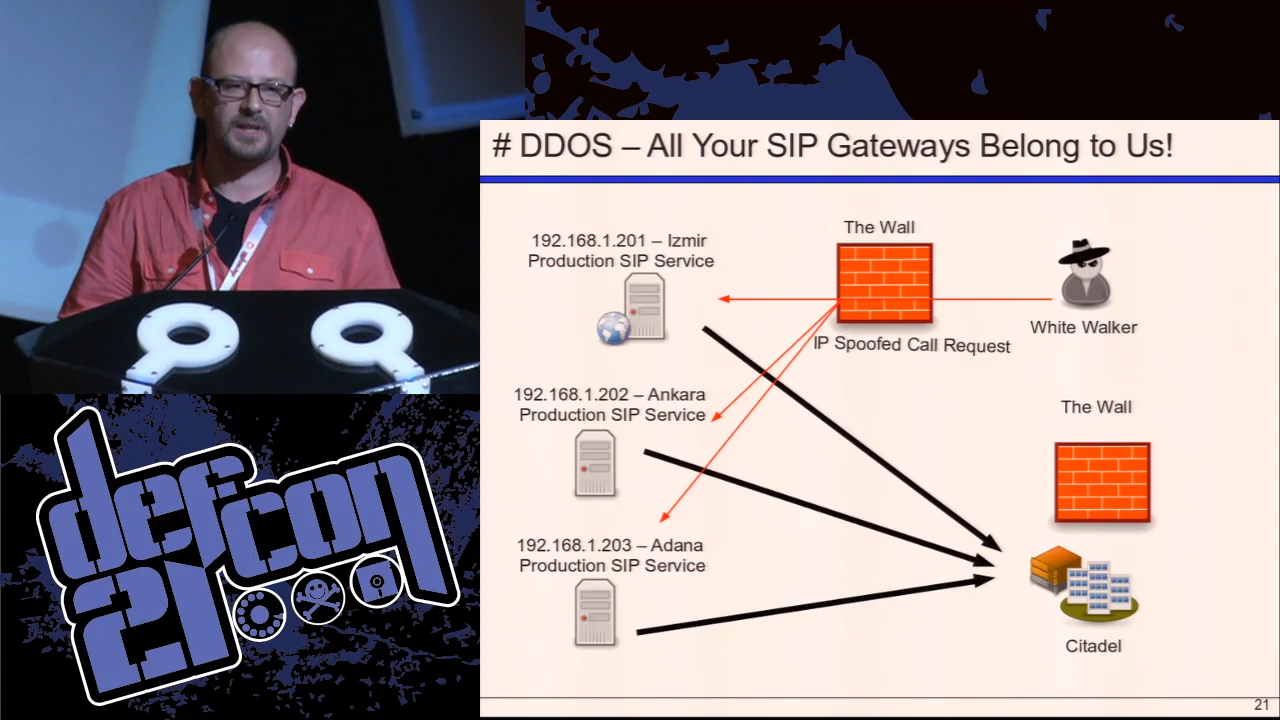 # DDOS – All Your SIP Gateways Belong to Us!
The Wall
192.168.1.201 – Izmir
Production SIP Service
White Walker
IP Spoofed Call Request
192.168.1.202 – Ankara
Production SIP Service
The Wall
192.168.1.203 – Adana
Production SIP Service
Citadel
21
defcon
21